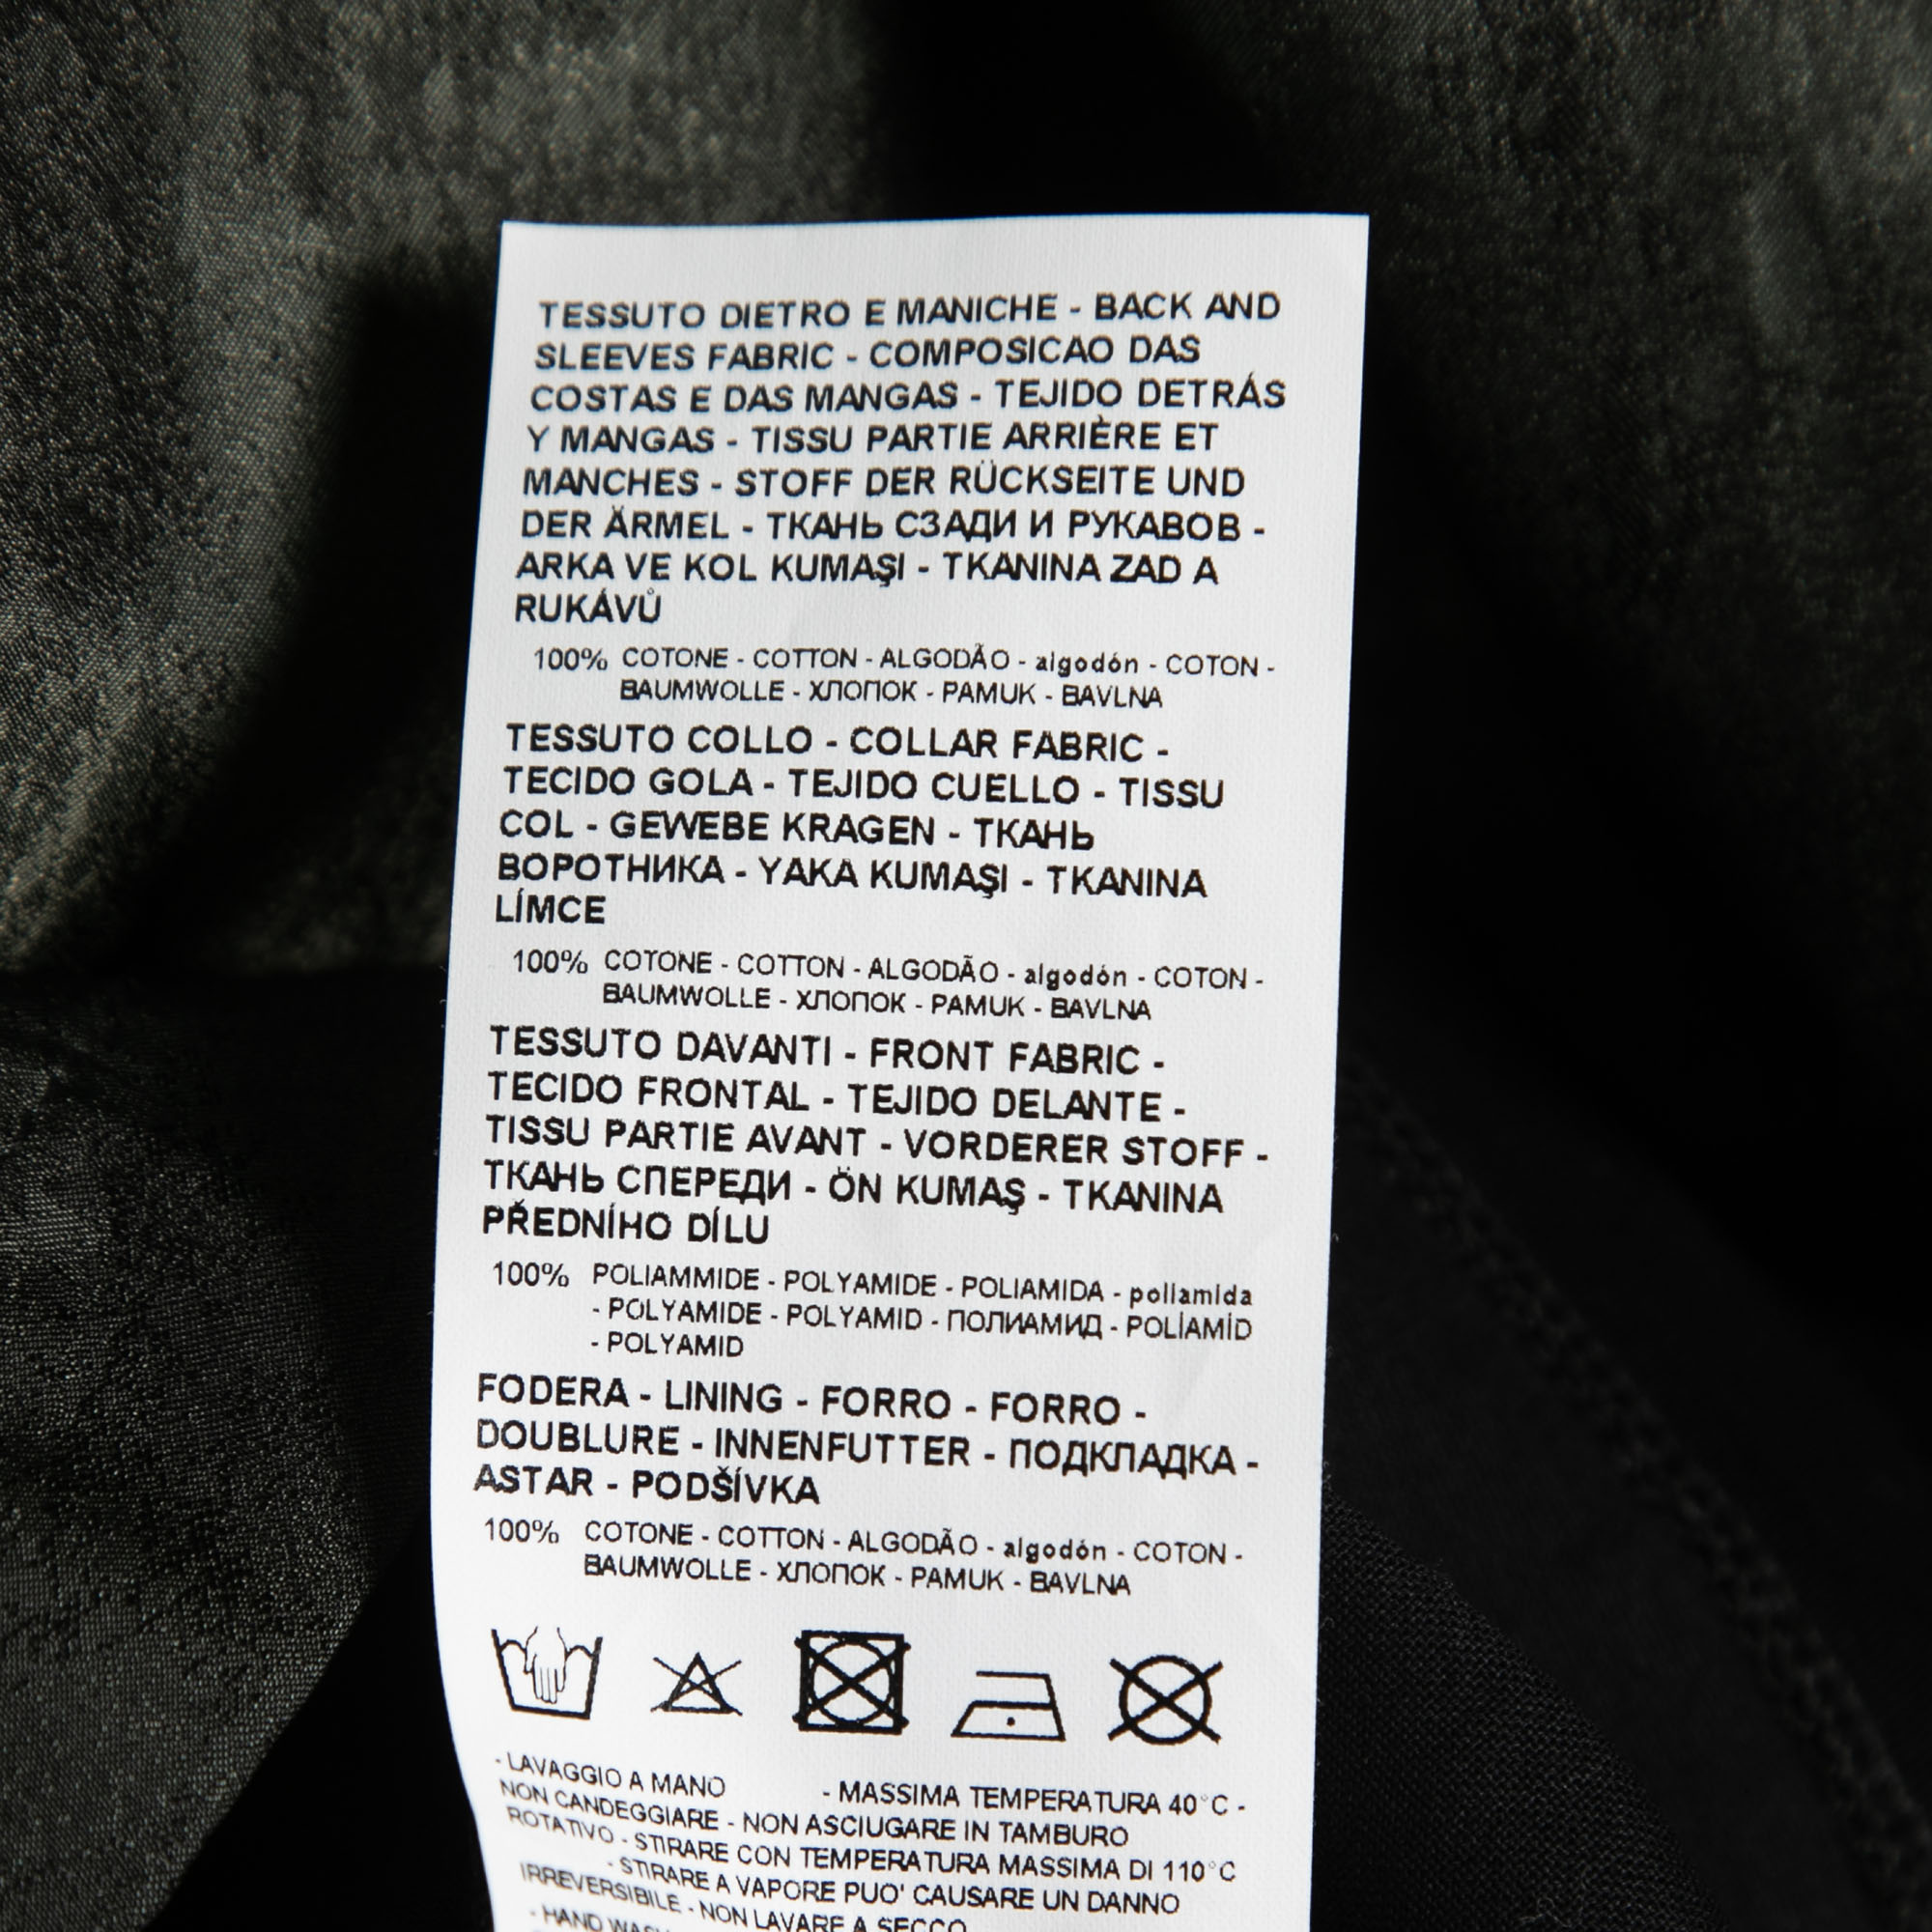 TESSUTO DIETRO E MANICHE - BACK AND
SLEEVES FABRIC - COMPOSICAO DAS
COSTAS E DAS MANGAS - TEJIDO DETRÁS
Y MANGAS - TISSU PARTIE ARRIÈRE ET
MANCHES - STOFF DER RÜCKSEITE UND
DER ÄRMEL - ТКАНЬ СЗАДИ И РУКАВОВ -
ARKA VE KOL KUMAŞI - TKANINA ZAD A
RUKÁVŮ
100% COTONE - COTTON - ALGODÃO - algodón - COTON -
BAUMWOLLE - ХЛОПОК - PAMUK - BAVLNA
TESSUTO COLLO - COLLAR FABRIC -
TECIDO GOLA - TEJIDO CUELLO - TISSU
COL - GEWEBE KRAGEN - ТКАНЬ
ВОРОТНИКА - YAKA KUMAŞI - TKANINA
LÍMCE
100% COTONE - COTTON - ALGODÃO - algodón - COTON -
BAUMWOLLE - ХЛОПОК - PAMUK - BAVLNA
TESSUTO DAVANTI - FRONT FABRIC -
TECIDO FRONTAL - TEJIDO DELANTE -
TISSU PARTIE AVANT - VORDERER STOFF -
ТКАНЬ СПЕРЕДИ - ÖN KUMAŞ - TKANINA
PŘEDNÍHO DÍLU
100% POLIAMMIDE - POLYAMIDE - POLIAMIDA - poliamida
- POLYAMIDE - POLYAMID - ПОЛИАМИД - POLİAMİD
- POLYAMID
FODERA - LINING - FORRO - FORRO -
DOUBLURE - INNENFUTTER - ПОДКЛАДКА -
ASTAR - PODŠÍVKA
100% COTONE - COTTON - ALGODÃO - algodón - COTON -
BAUMWOLLE - ХЛОПОК - PAMUK - BAVLNA
- LAVAGGIO A MANO - MASSIMA TEMPERATURA 40°C -
NON CANDEGGIARE - NON ASCIUGARE IN TAMBURO
ROTATIVO - STIRARE CON TEMPERATURA MASSIMA DI 110°C
- STIRARE A VAPORE PUO' CAUSARE UN DANNO
IRREVERSIBILE - NON LAVARE A SECCO
- HAND WASH